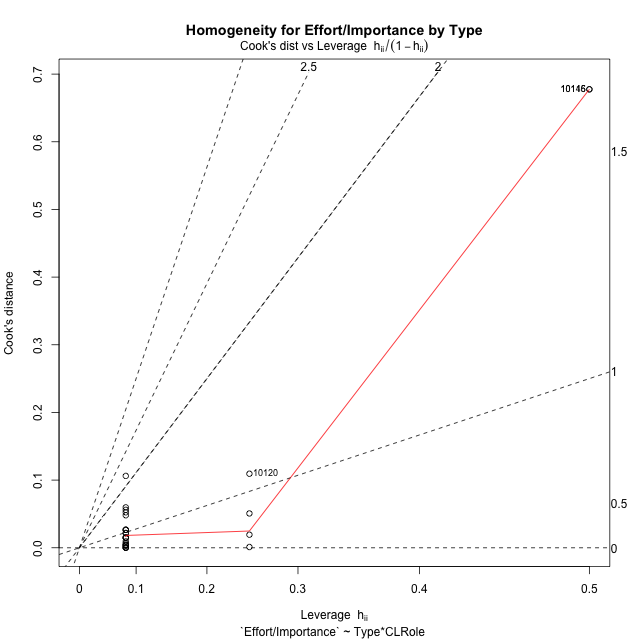 Homogeneity for Effort/Importance by Type
Cook's dist vs Leverage hii/(1 − hii)
2.5
2
10146
1.5
1
10120
0.5
0
0.7
0.6
0.5
0.4
0.3
0.2
0.1
0.0
Cook's distance
0 0.1 0.2 0.3 0.4 0.5
Leverage hii
`Effort/Importance` ~ Type*CLRole